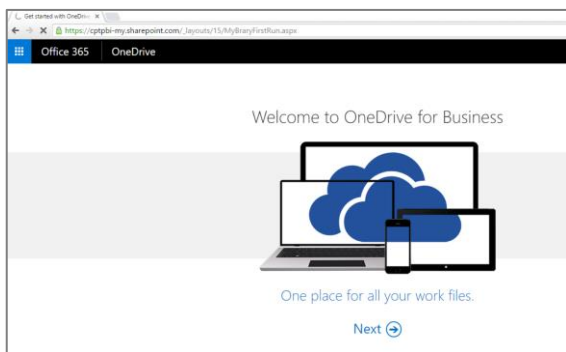 Get started with OneDriv
https://cptpbi-my.sharepoint.com/_layouts/15/MyBraryFirstRun.aspx
Office 365 OneDrive
Welcome to OneDrive for Business
One place for all your work files.
Next